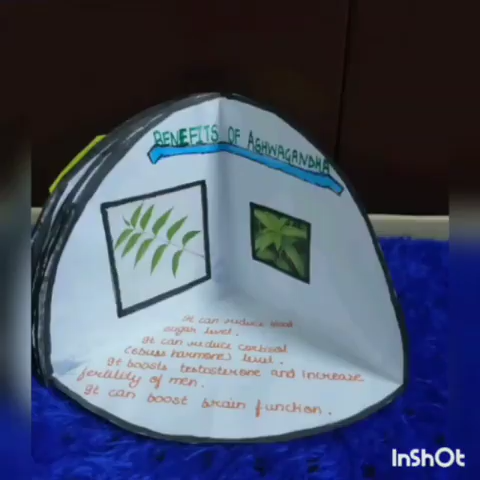 BENEFITS OF ASHWAGANDHA
It can reduce blood
sugar level.
It can reduce cortisol
(stress harmone) level.
It boosts testosterone and increase
fertility of men.
It can boost brain function.
InShOt